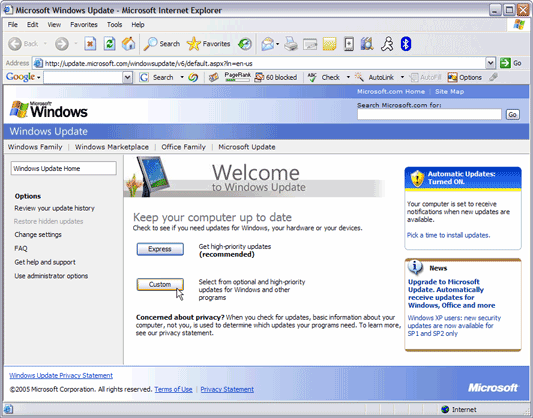 Microsoft Windows Update - Microsoft Internet Explorer
File Edit View Favorites Tools Help
Back Search Favorites
Address http://update.microsoft.com/windowsupdate/v6/default.aspx?ln=en-us Go
Google Search PageRank 60 blocked Check AutoLink AutoFill Options
Microsoft.com Home | Site Map
Microsoft
Windows
Search Microsoft.com for:
Go
Windows Update
Windows Family | Windows Marketplace | Office Family | Microsoft Update
Windows Update Home
Options
Review your update history
Restore hidden updates
Change settings
FAQ
Get help and support
Use administrator options
Welcome
to Windows Update
Keep your computer up to date
Check to see if you need updates for Windows, your hardware or your devices.
Express
Get high-priority updates
(recommended)
Custom
Select from optional and high-priority
updates for Windows and other
programs
Concerned about privacy? When you check for updates, basic information about your
computer, not you, is used to determine which updates your programs need. To learn more,
see our privacy statement.
Automatic Updates:
Turned ON.
Your computer is set to receive
notifications when new updates are
available.
Pick a time to install updates.
News
Upgrade to Microsoft
Update. Automatically
receive updates for
Windows, Office and more
Windows XP users: new security
updates are now available for
SP1 and SP2 only
Windows Update Privacy Statement
©2005 Microsoft Corporation. All rights reserved. Terms of Use | Privacy Statement
Microsoft
Internet